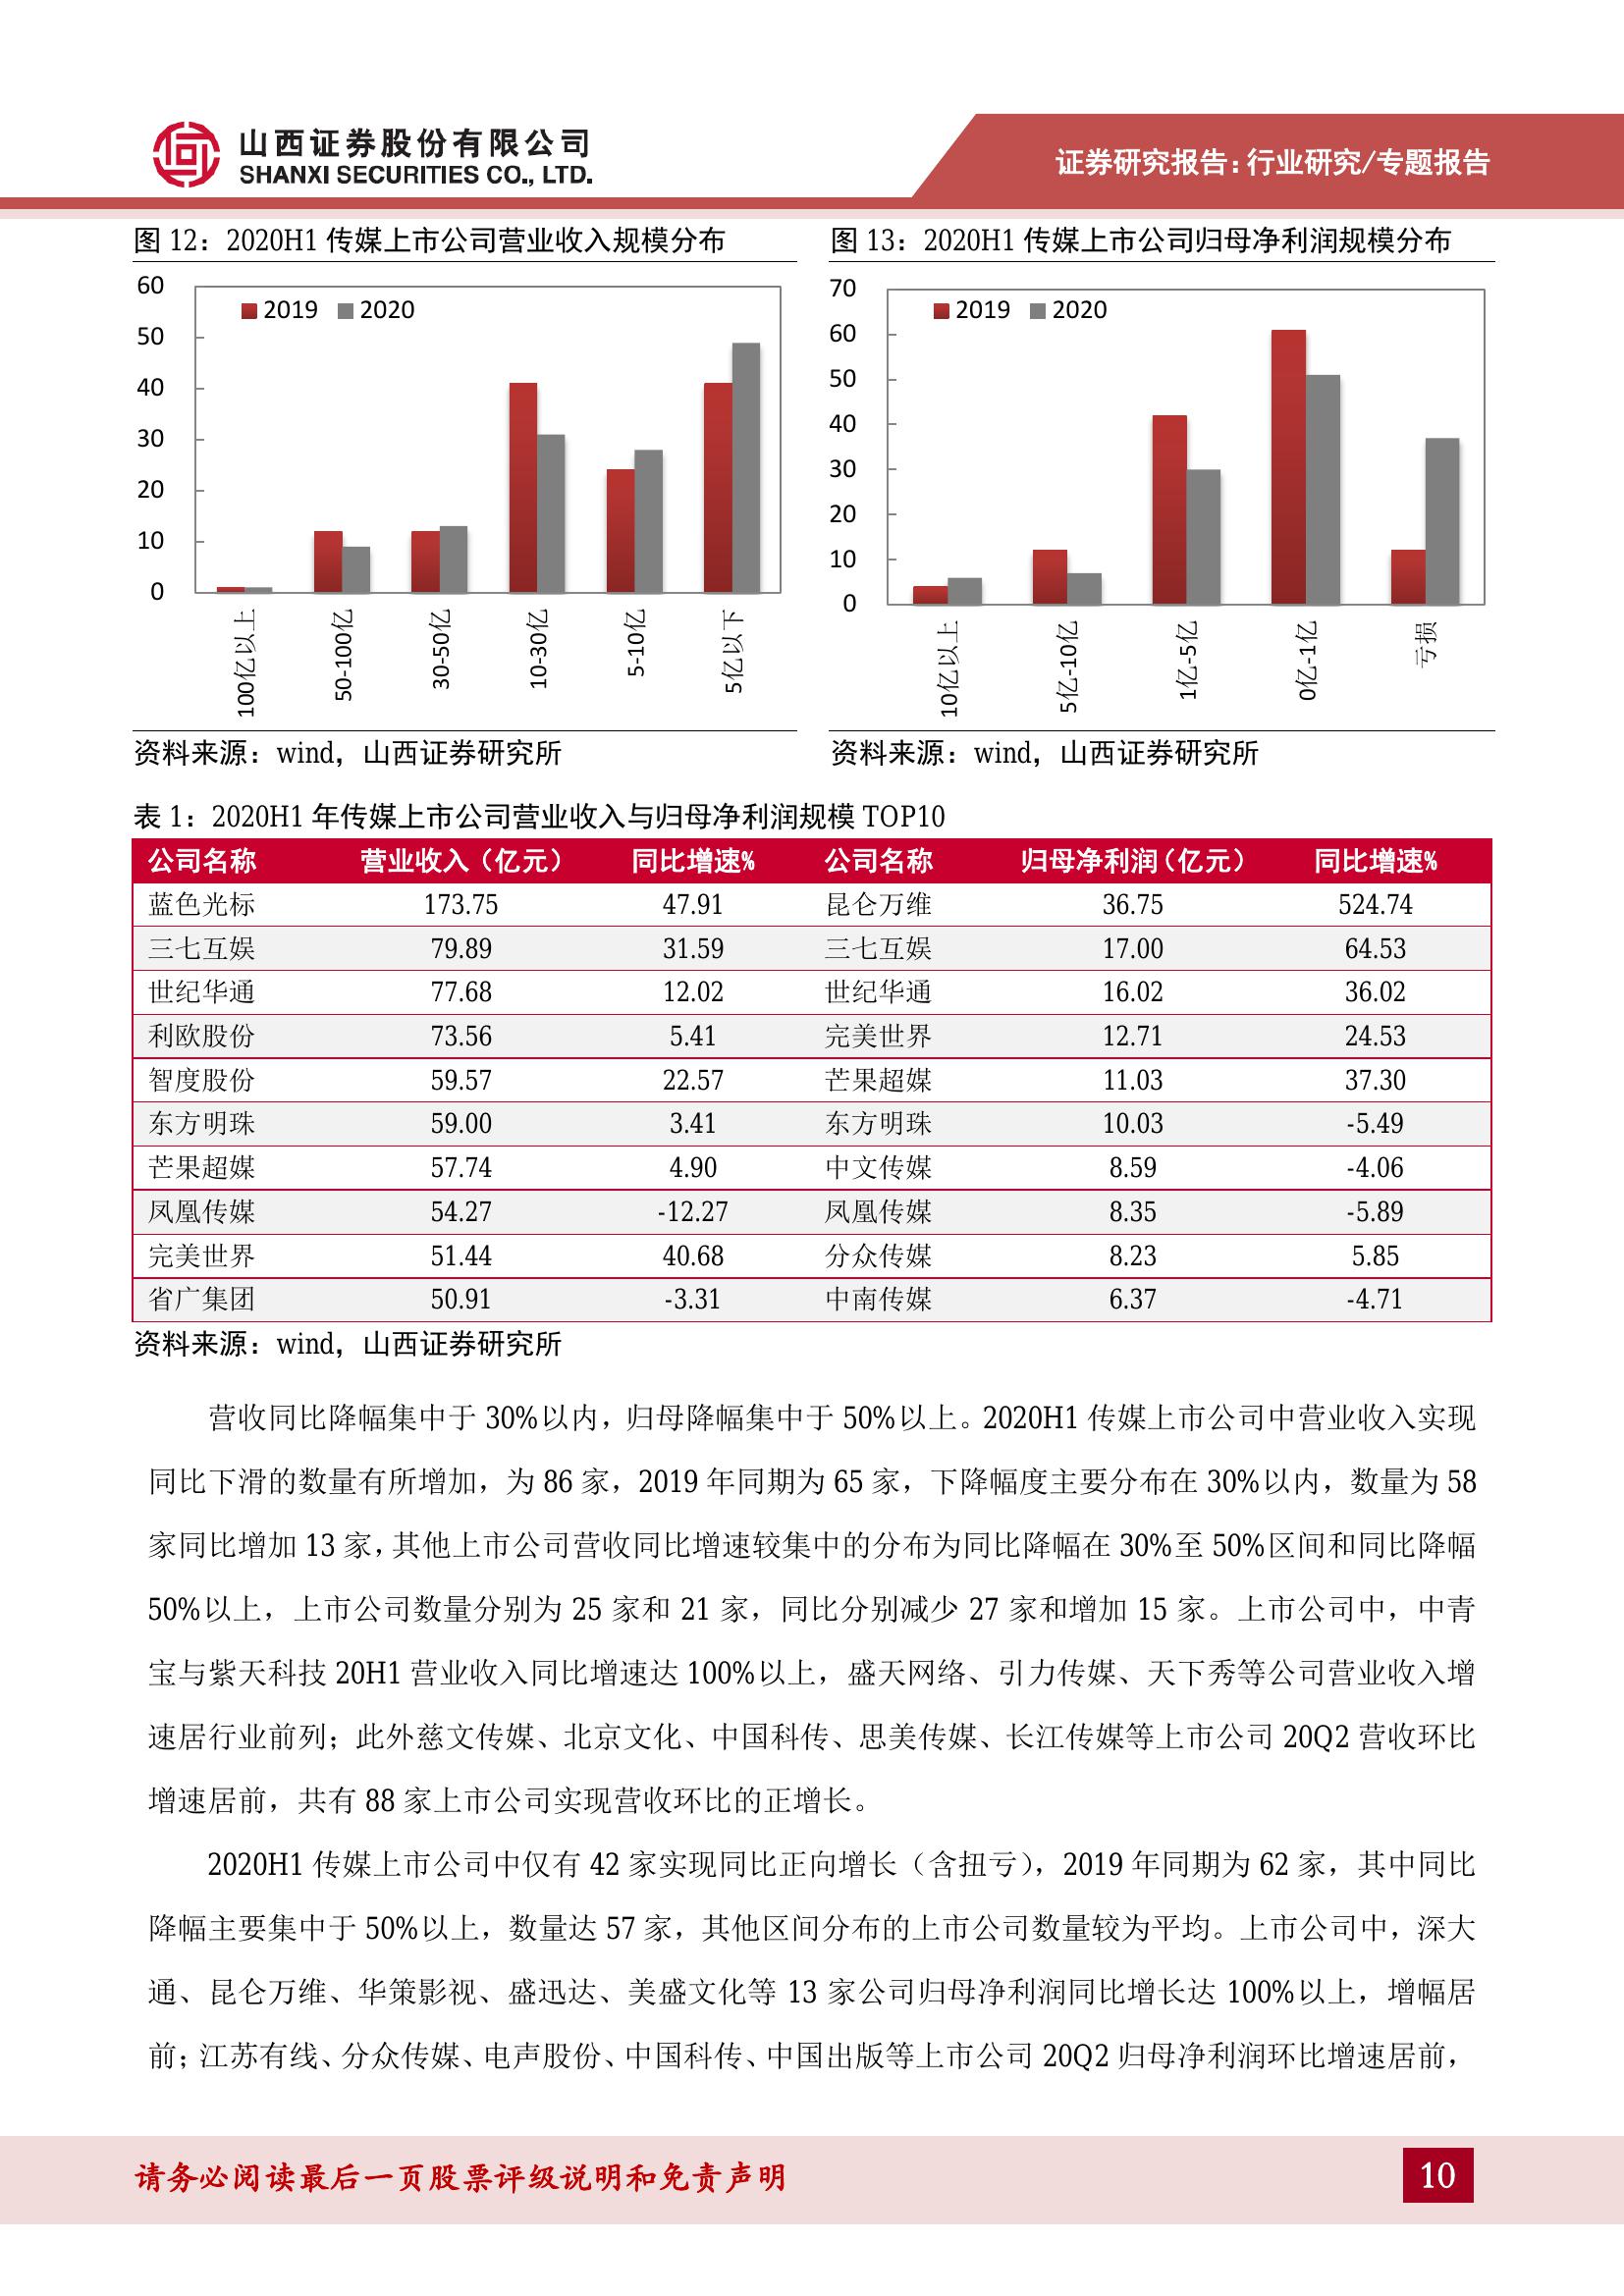 山西证券股份有限公司
SHANXI SECURITIES CO., LTD.
证券研究报告:行业研究/专题报告
图 12：2020H1 传媒上市公司营业收入规模分布
60
50
40
30
20
10
0
2019 2020
100亿以上
50-100亿
30-50亿
10-30亿
5-10亿
5亿以下
资料来源：wind，山西证券研究所
图 13：2020H1 传媒上市公司归母净利润规模分布
70
60
50
40
30
20
10
0
2019 2020
10亿以上
5亿-10亿
1亿-5亿
0亿-1亿
亏损
资料来源：wind，山西证券研究所
表 1：2020H1 年传媒上市公司营业收入与归母净利润规模 TOP10
公司名称 营业收入（亿元） 同比增速% 公司名称 归母净利润（亿元） 同比增速%
蓝色光标 173.75 47.91 昆仑万维 36.75 524.74
三七互娱 79.89 31.59 三七互娱 17.00 64.53
世纪华通 77.68 12.02 世纪华通 16.02 36.02
利欧股份 73.56 5.41 完美世界 12.71 24.53
智度股份 59.57 22.57 芒果超媒 11.03 37.30
东方明珠 59.00 3.41 东方明珠 10.03 -5.49
芒果超媒 57.74 4.90 中文传媒 8.59 -4.06
凤凰传媒 54.27 -12.27 凤凰传媒 8.35 -5.89
完美世界 51.44 40.68 分众传媒 8.23 5.85
省广集团 50.91 -3.31 中南传媒 6.37 -4.71
资料来源：wind，山西证券研究所
营收同比降幅集中于 30%以内，归母降幅集中于 50%以上。2020H1 传媒上市公司中营业收入实现
同比下滑的数量有所增加，为 86 家，2019 年同期为 65 家，下降幅度主要分布在 30%以内，数量为 58
家同比增加 13 家，其他上市公司营收同比增速较集中的分布为同比降幅在 30%至 50%区间和同比降幅
50%以上，上市公司数量分别为 25 家和 21 家，同比分别减少 27 家和增加 15 家。上市公司中，中青
宝与紫天科技 20H1 营业收入同比增速达 100%以上，盛天网络、引力传媒、天下秀等公司营业收入增
速居行业前列；此外慈文传媒、北京文化、中国科传、思美传媒、长江传媒等上市公司 20Q2 营收环比
增速居前，共有 88 家上市公司实现营收环比的正增长。
2020H1 传媒上市公司中仅有 42 家实现同比正向增长（含扭亏），2019 年同期为 62 家，其中同比
降幅主要集中于 50%以上，数量达 57 家，其他区间分布的上市公司数量较为平均。上市公司中，深大
通、昆仑万维、华策影视、盛迅达、美盛文化等 13 家公司归母净利润同比增长达 100%以上，增幅居
前；江苏有线、分众传媒、电声股份、中国科传、中国出版等上市公司 20Q2 归母净利润环比增速居前，
请务必阅读最后一页股票评级说明和免责声明
10